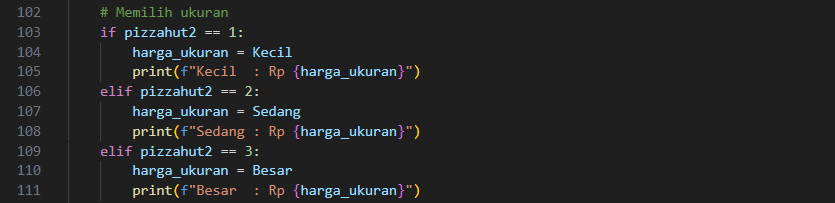 102 # Memilih ukuran
103 if pizzahut2 == 1:
104 harga_ukuran = Kecil
105 print(f"Kecil  : Rp {harga_ukuran}")
106 elif pizzahut2 == 2:
107 harga_ukuran = Sedang
108 print(f"Sedang : Rp {harga_ukuran}")
109 elif pizzahut2 == 3:
110 harga_ukuran = Besar
111 print(f"Besar  : Rp {harga_ukuran}")